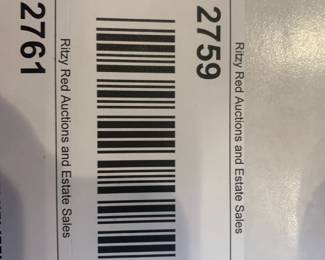 Ritzy Red Auctions and Estate Sales
2759
Ritzy Red Auctions and Estate Sales
2761